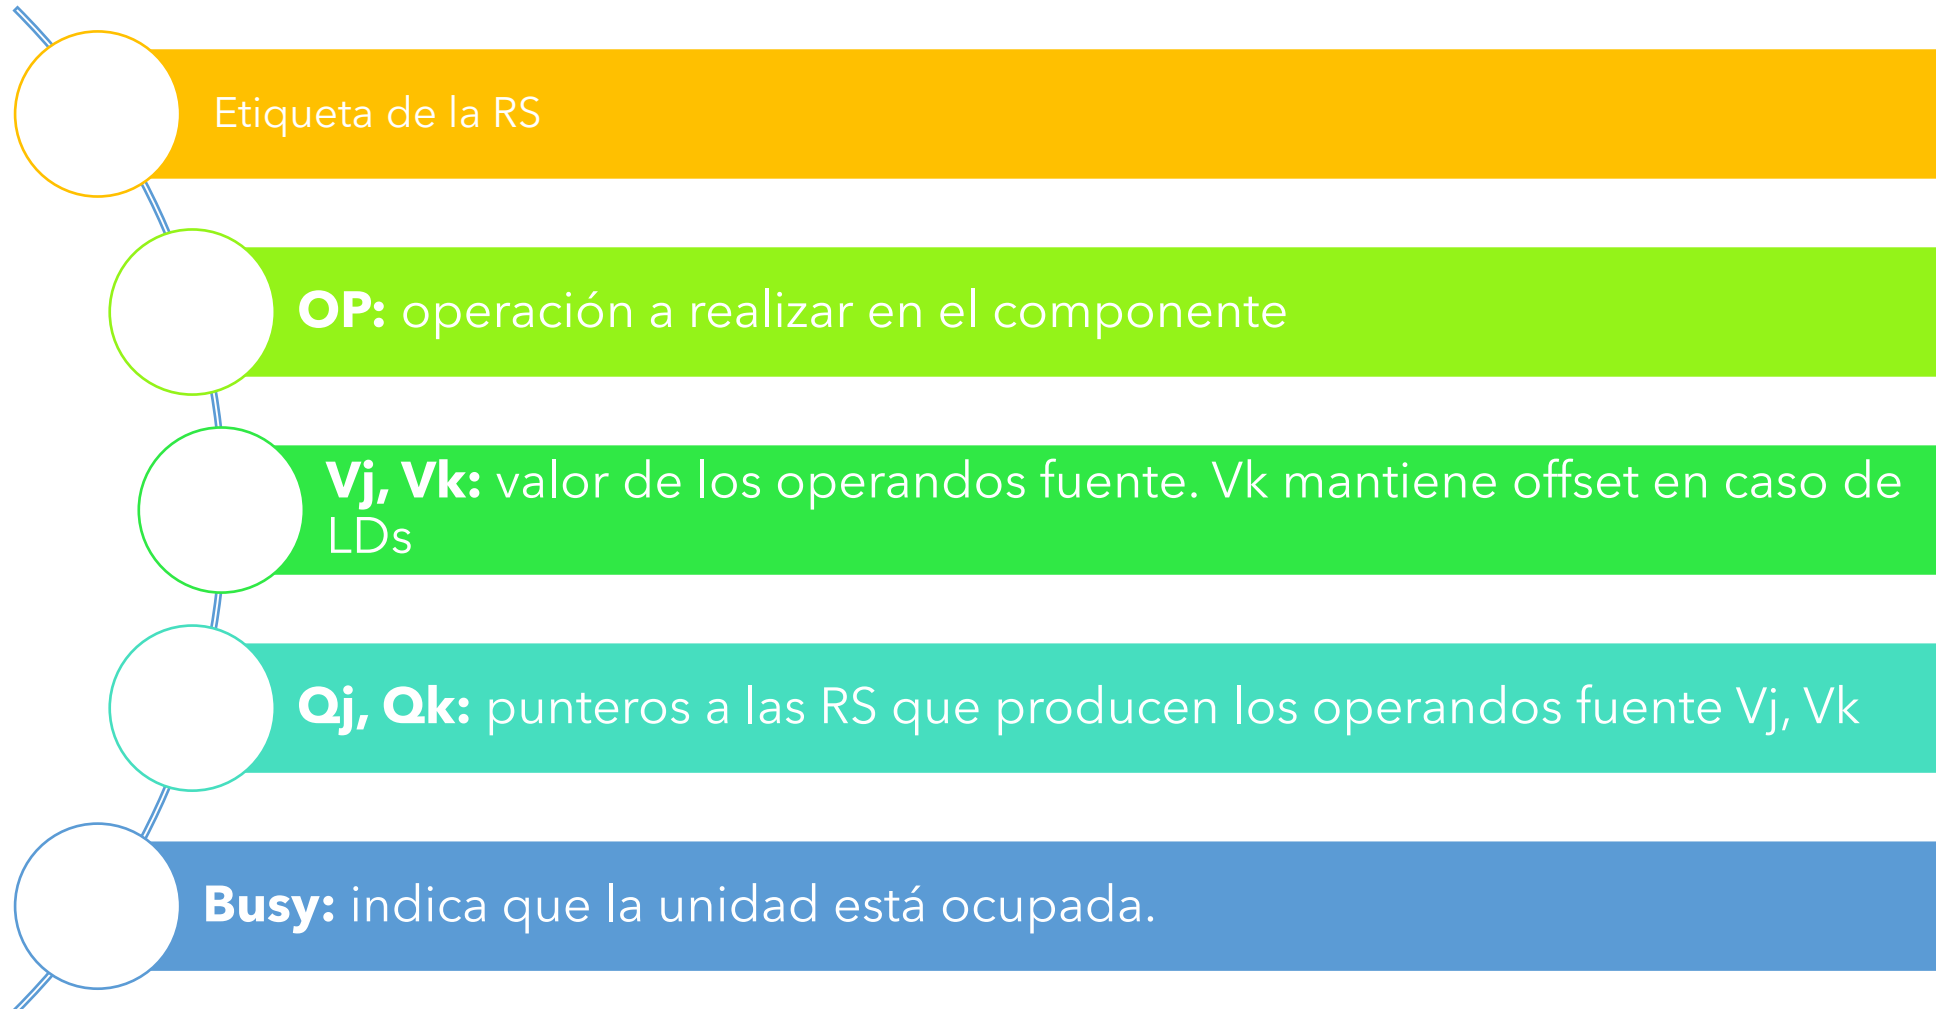 Etiqueta de la RS
OP: operación a realizar en el componente
Vj, Vk: valor de los operandos fuente. Vk mantiene offset en caso de
LDs
Qj, Qk: punteros a las RS que producen los operandos fuente Vj, Vk
Busy: indica que la unidad está ocupada.